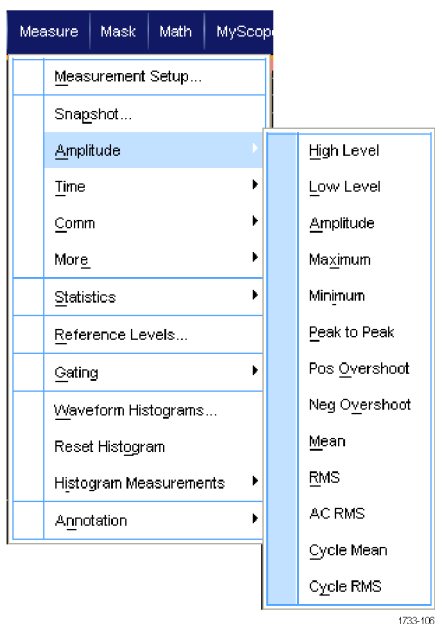 Measure Mask Math MyScop
Measurement Setup...
Snapshot...
Amplitude
Time
Comm
More
Statistics
Reference Levels...
Gating
Waveform Histograms...
Reset Histogram
Histogram Measurements
Annotation
High Level
Low Level
Amplitude
Maximum
Minimum
Peak to Peak
Pos Overshoot
Neg Overshoot
Mean
RMS
AC RMS
Cycle Mean
Cycle RMS
1733-106